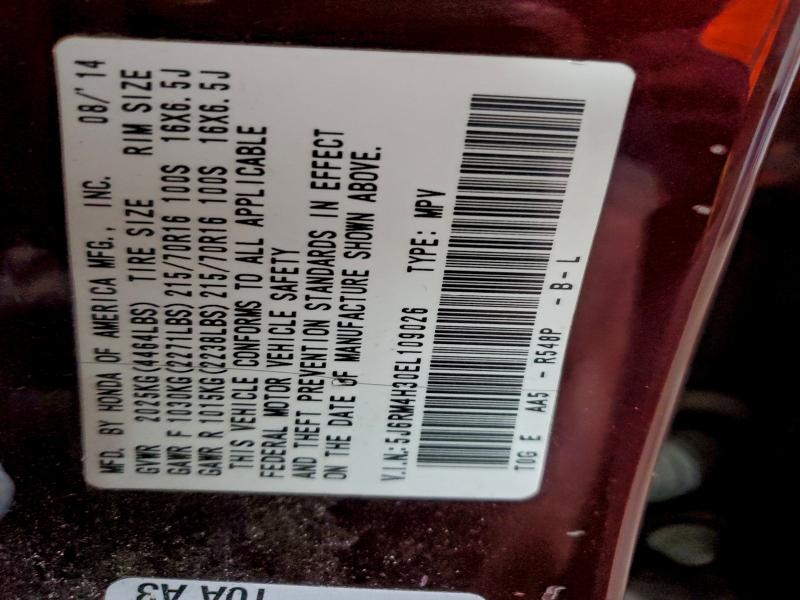 MFD. BY HONDA OF AMERICA MFG., INC. 08/'14
GVWR 2025KG(4464LBS) TIRE SIZE RIM SIZE
GAWR F 1030KG(2271LBS) 215/70R16 100S 16X6.5J
GAWR R 1015KG(2238LBS) 215/70R16 100S 16X6.5J
THIS VEHICLE CONFORMS TO ALL APPLICABLE
FEDERAL MOTOR VEHICLE SAFETY
AND THEFT PREVENTION STANDARDS IN EFFECT
ON THE DATE OF MANUFACTURE SHOWN ABOVE.
V.I.N:5J6RM4H30EL109026 TYPE: MPV
T0G E AA5 - R548P - B - L
T0A A3